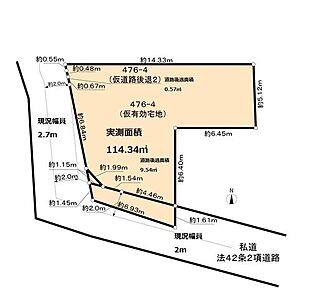 約0.55m
約14.33m
約0.48m
476-4
(仮道路後退2)
道路後退面積
0.57㎡
約2m
約0.67m
476-4
(仮有効宅地)
約5.12m
現況幅員
2.7m
約6.84m
実測面積
114.34㎡
約6.45m
約6.40m
道路後退面積
9.54㎡
約1.15m
約1.99m
約2.0m
約1.54m
約4.46m
約1.45m
約2.0m
約6.93m
約1.61m
N
現況幅員
2m
私道
法42条2項道路